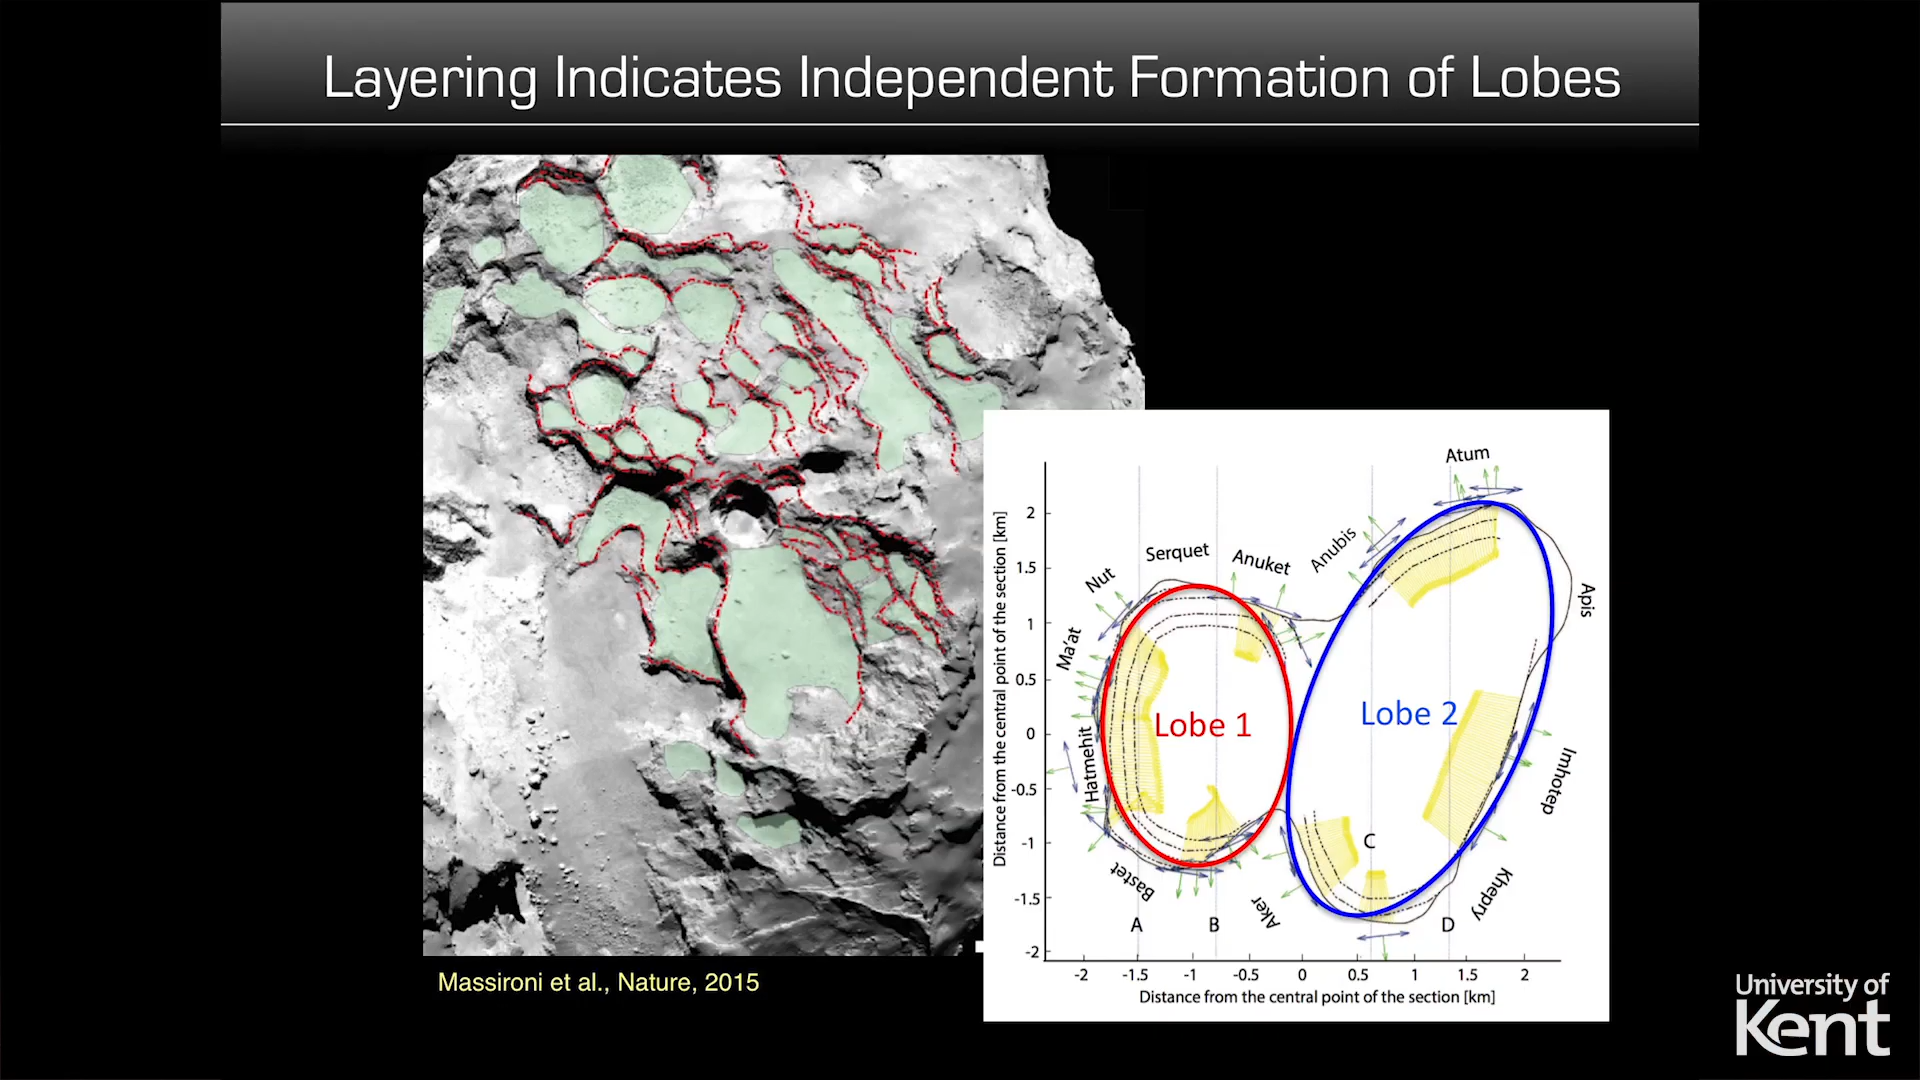 Layering Indicates Independent Formation of Lobes
Atum
Anubis
Apis
Serquet
Anuket
Nut
Ma'at
Hatmehit
Lobe 1
Lobe 2
Imhotep
Bastet
Aker
Khepry
A
B
C
D
2
1.5
1
0.5
0
-0.5
-1
-1.5
-2
Distance from the central point of the section [km]
-2
-1.5
-1
-0.5
0
0.5
1
1.5
2
Distance from the central point of the section [km]
Massironi et al., Nature, 2015
University of
Kent